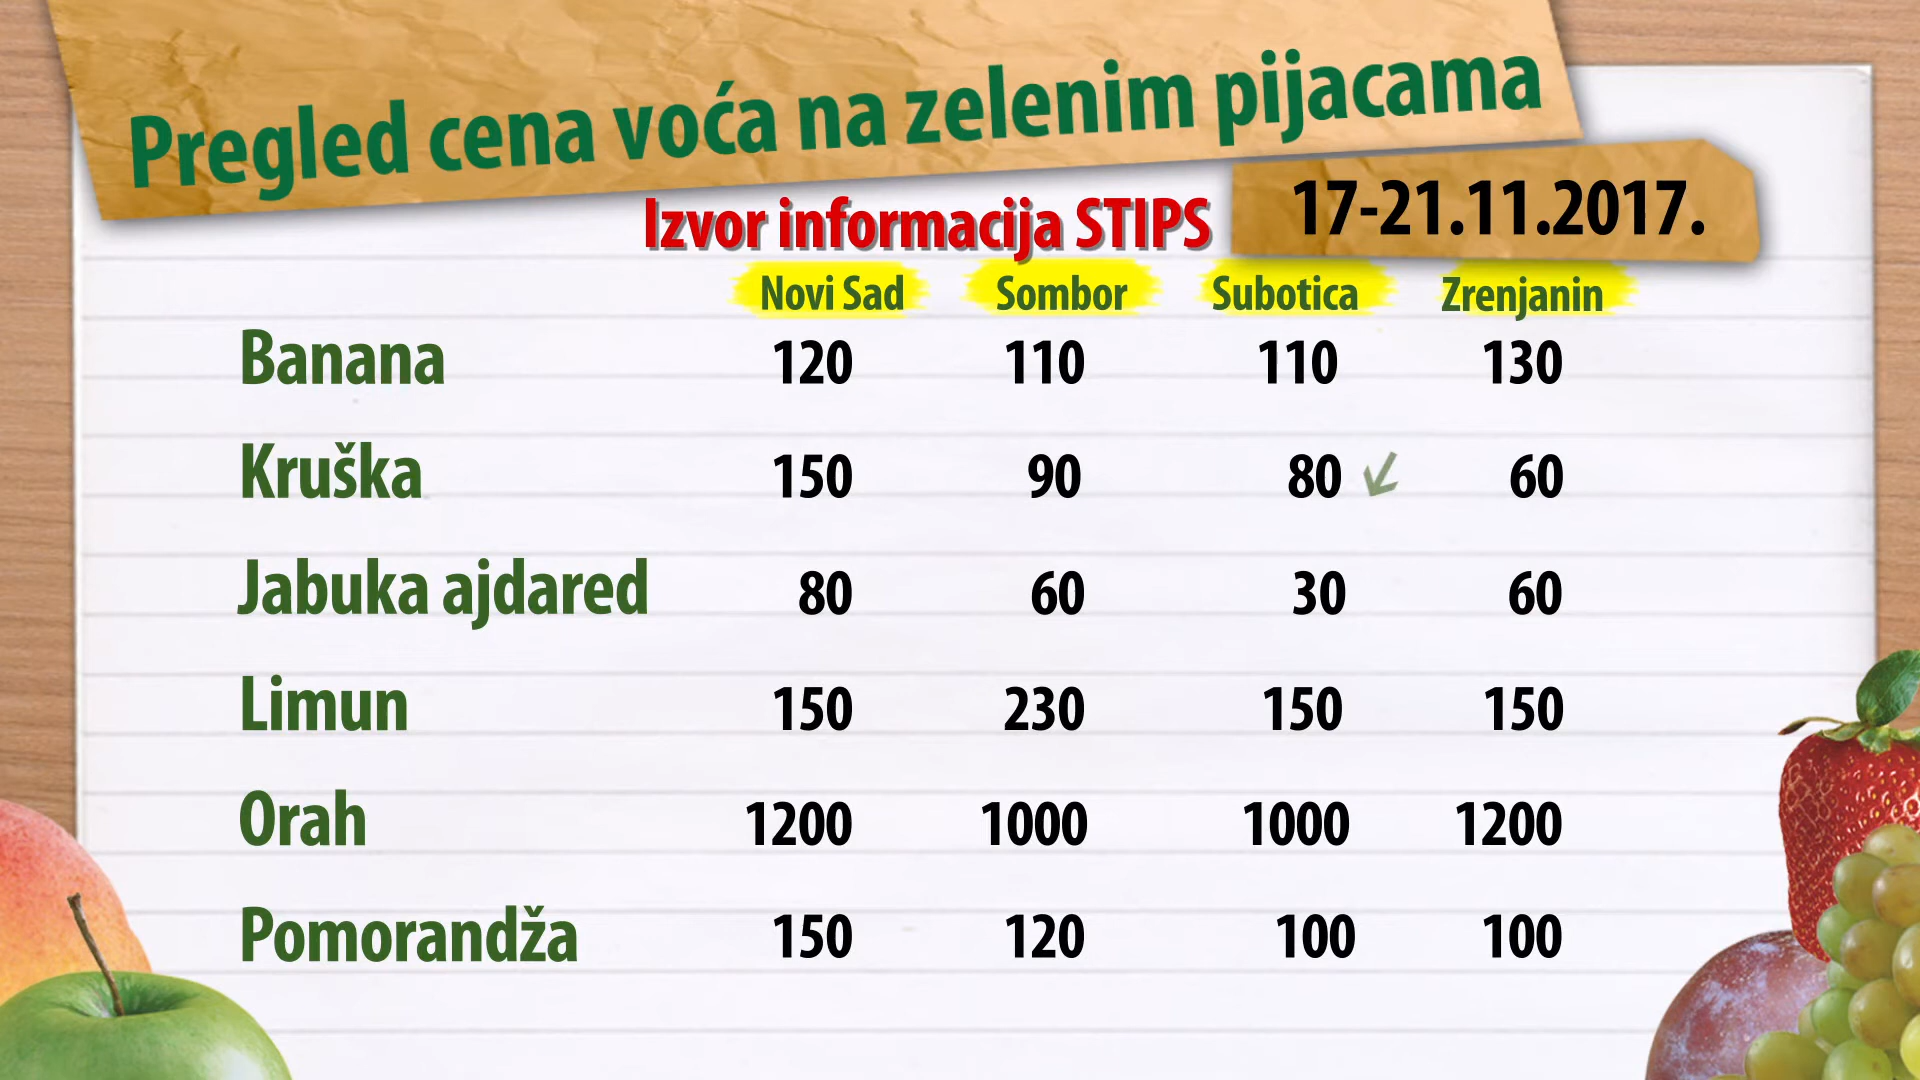 Pregled cena voća na zelenim pijacama
Izvor informacija STIPS 17-21.11.2017.
Novi Sad Sombor Subotica Zrenjanin
Banana 120 110 110 130
Kruška 150 90 80 60
Jabuka ajdared 80 60 30 60
Limun 150 230 150 150
Orah 1200 1000 1000 1200
Pomorandža 150 120 100 100